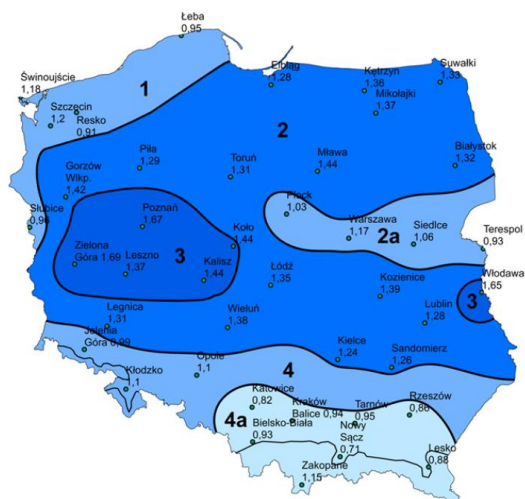 Łeba
0,95
Świnoujście
1,18
1
Elbląg
1,28
Kętrzyn
1,36
Suwałki
1,33
Szczecin
1,2
Resko
0,91
Mikołajki
1,37
2
Piła
1,29
Toruń
1,31
Mława
1,44
Białystok
1,32
Gorzów
Wlkp.
1,42
Słubice
0,96
Poznań
1,67
Płock
1,03
Warszawa
1,17
2a
Siedlce
1,06
Terespol
0,93
Koło
1,44
Zielona
Góra 1,69
Leszno
1,37
3
Kalisz
1,44
Łódź
1,35
Kozienice
1,39
Włodawa
1,65
3
Legnica
1,31
Wieluń
1,38
Lublin
1,28
Jelenia
Góra 0,99
Kielce
1,24
Sandomierz
1,26
Kłodzko
,1
Opole
1,1
4
Katowice
0,82
Kraków
Balice 0,94
Tarnów
0,95
Rzeszów
0,86
4a
Bielsko-Biała
0,93
Nowy
Sącz
0,71
Lesko
0,88
Zakopane
1,15